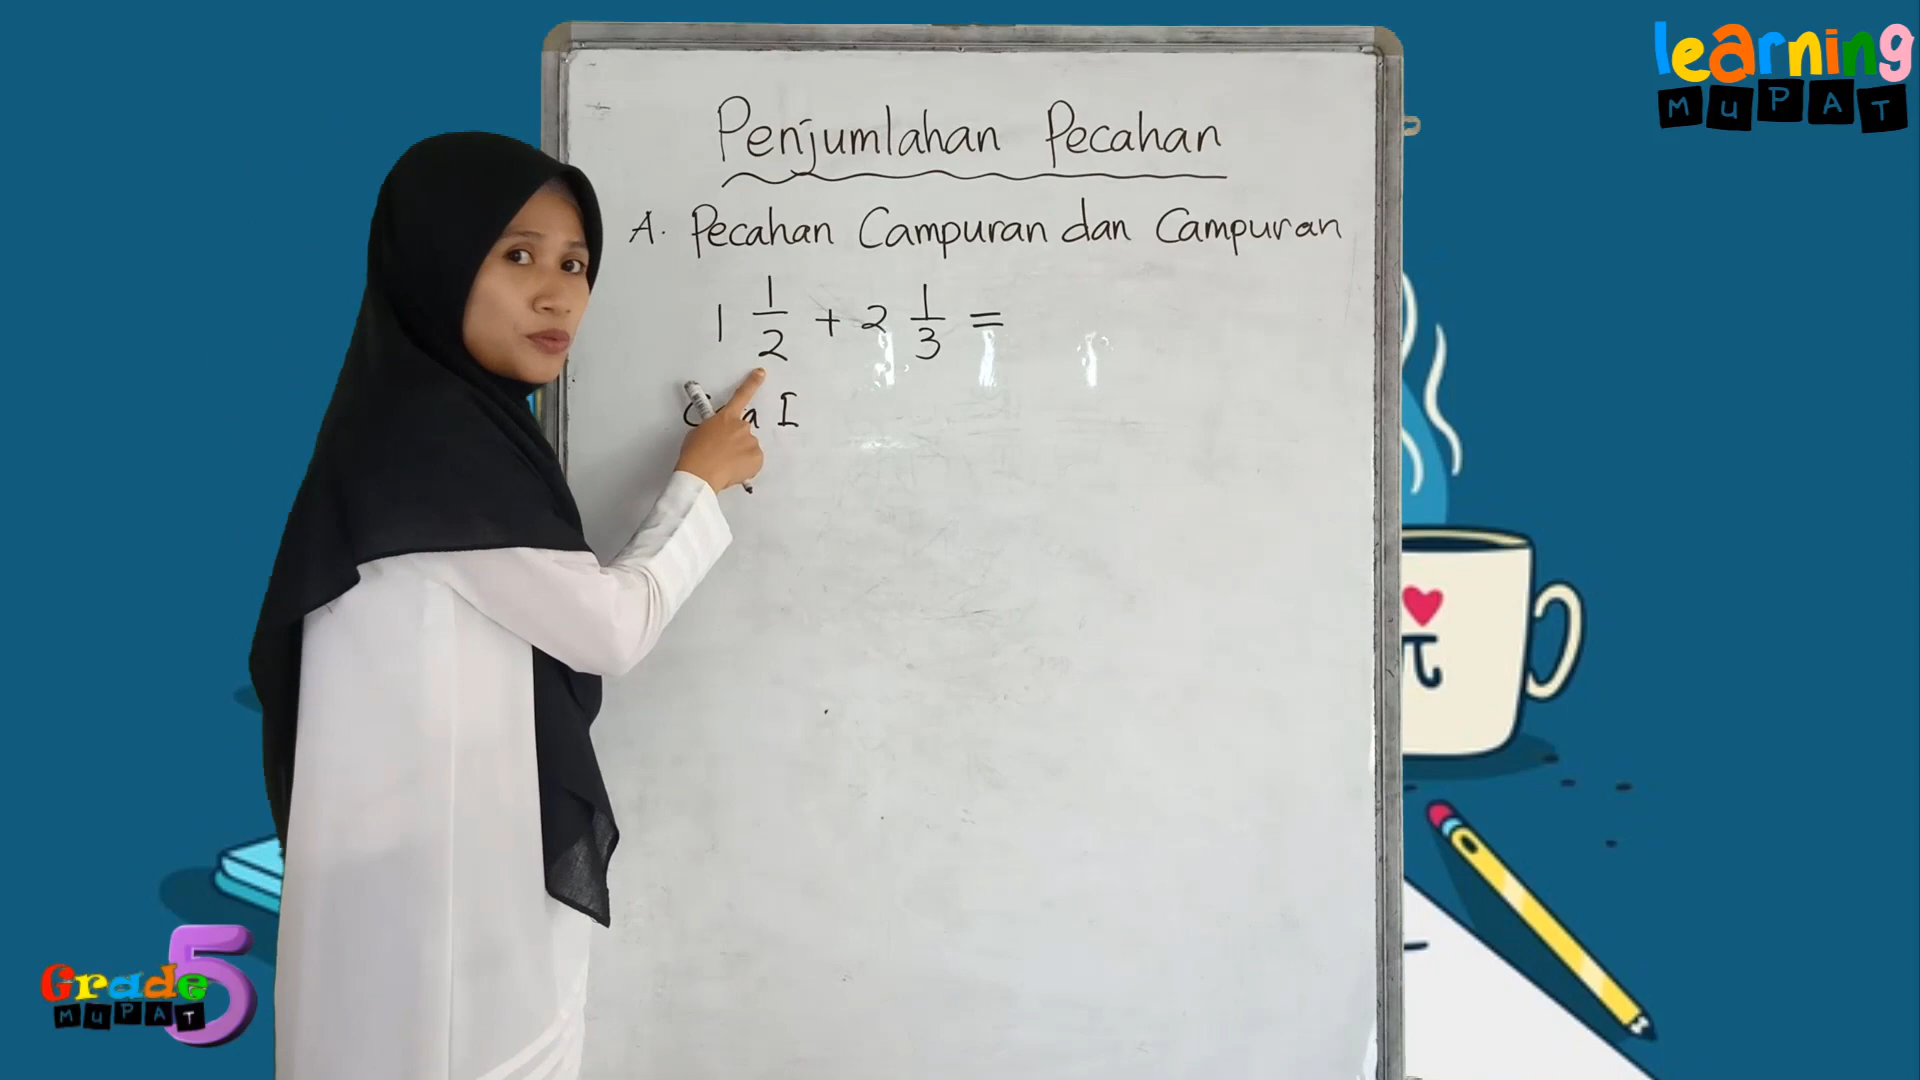 learning
MUPAT
Penjumlahan Pecahan
A. Pecahan Campuran dan Campuran
1 1/2 + 2 1/3 =
I
π
Grade 5
MUPAT